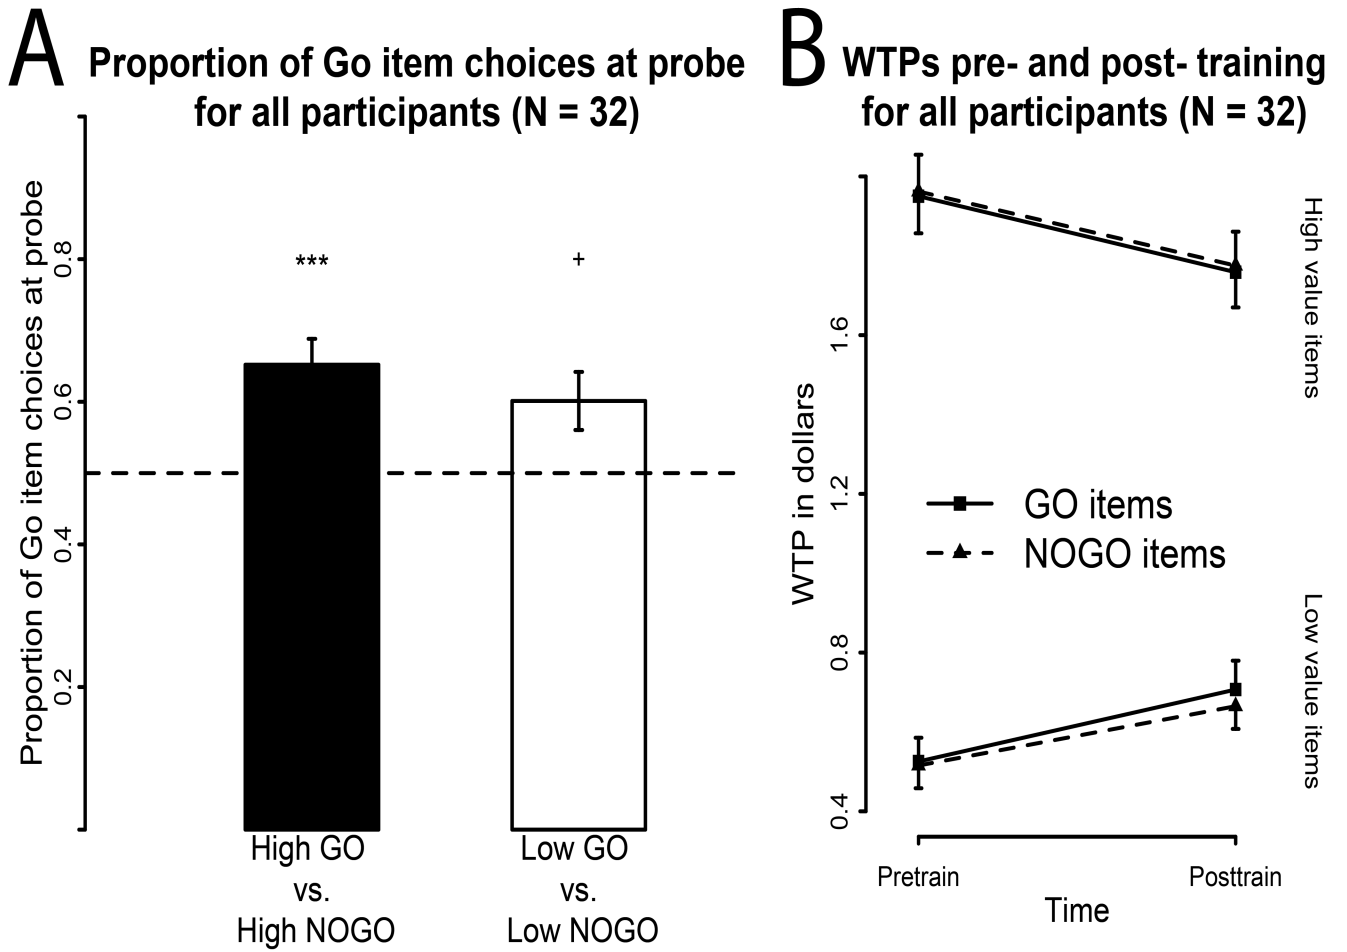 A
Proportion of Go item choices at probe
for all participants (N = 32)
Proportion of Go item choices at probe
0.8
0.6
0.4
0.2
***
+
High GO
vs.
High NOGO
Low GO
vs.
Low NOGO
B
WTPs pre- and post- training
for all participants (N = 32)
WTP in dollars
1.6
1.2
0.8
0.4
GO items
NOGO items
High value items
Low value items
Pretrain
Posttrain
Time